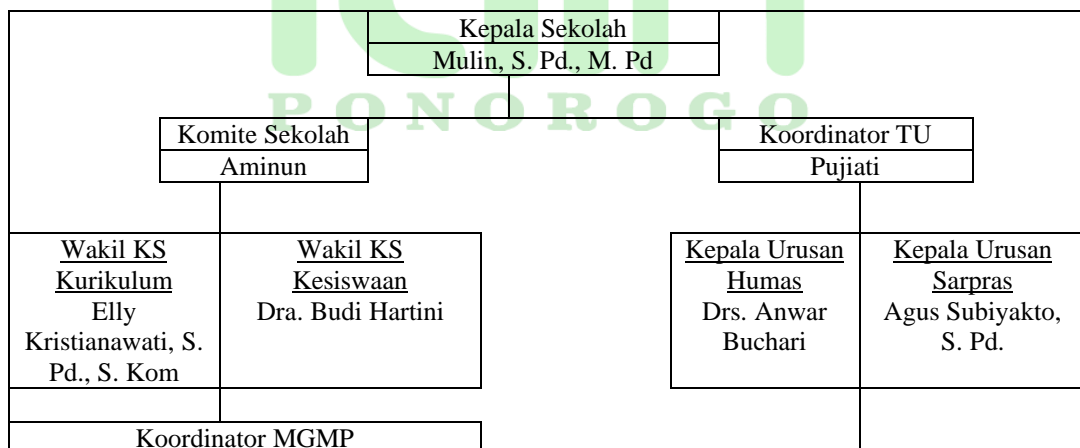 Kepala Sekolah
Mulin, S. Pd., M. Pd
PONOROGO
Komite Sekolah
Aminun
Koordinator TU
Pujiati
Wakil KS
Kurikulum
Elly
Kristianawati, S.
Pd., S. Kom
Wakil KS
Kesiswaan
Dra. Budi Hartini
Kepala Urusan
Humas
Drs. Anwar
Buchari
Kepala Urusan
Sarpras
Agus Subiyakto,
S. Pd.
Koordinator MGMP